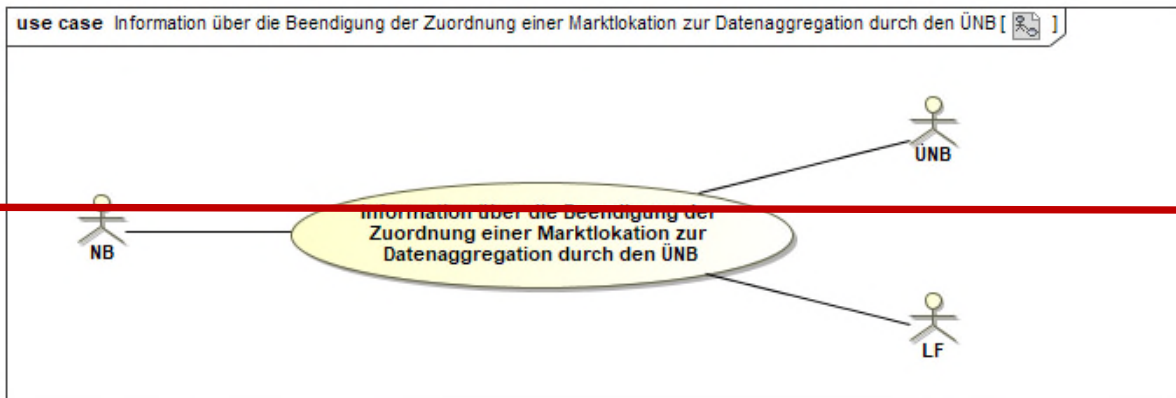 use case Information über die Beendigung der Zuordnung einer Marktlokation zur Datenaggregation durch den ÜNB [ ]
ÜNB
Information über die Beendigung der
Zuordnung einer Marktlokation zur
Datenaggregation durch den ÜNB
NB
LF